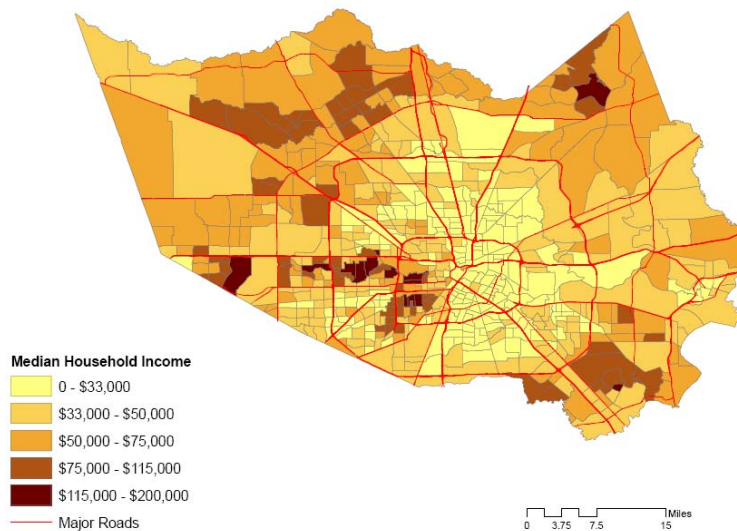 Median Household Income
0 - $33,000
$33,000 - $50,000
$50,000 - $75,000
$75,000 - $115,000
$115,000 - $200,000
Major Roads
Miles
0 3.75 7.5 15